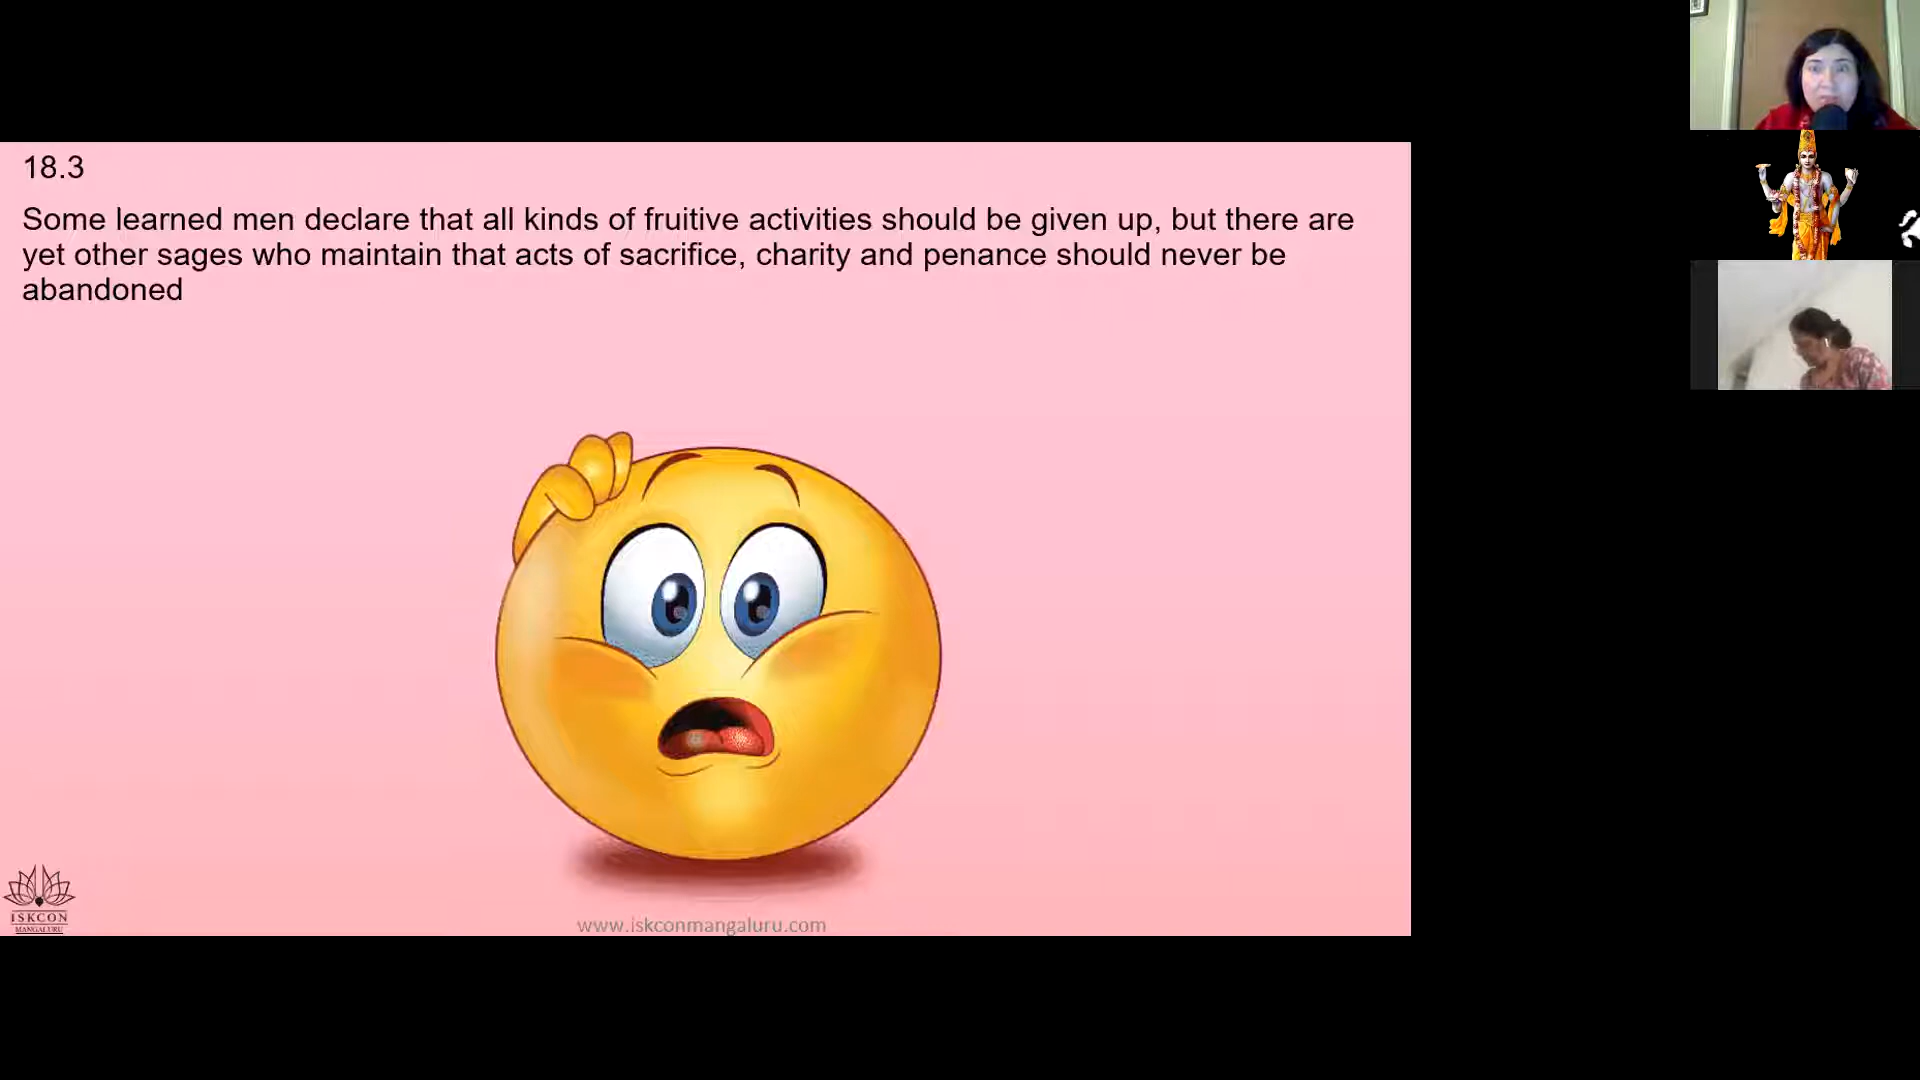 18.3
Some learned men declare that all kinds of fruitive activities should be given up, but there are
yet other sages who maintain that acts of sacrifice, charity and penance should never be
abandoned
ISKCON
MANGALURU
www.iskconmangaluru.com